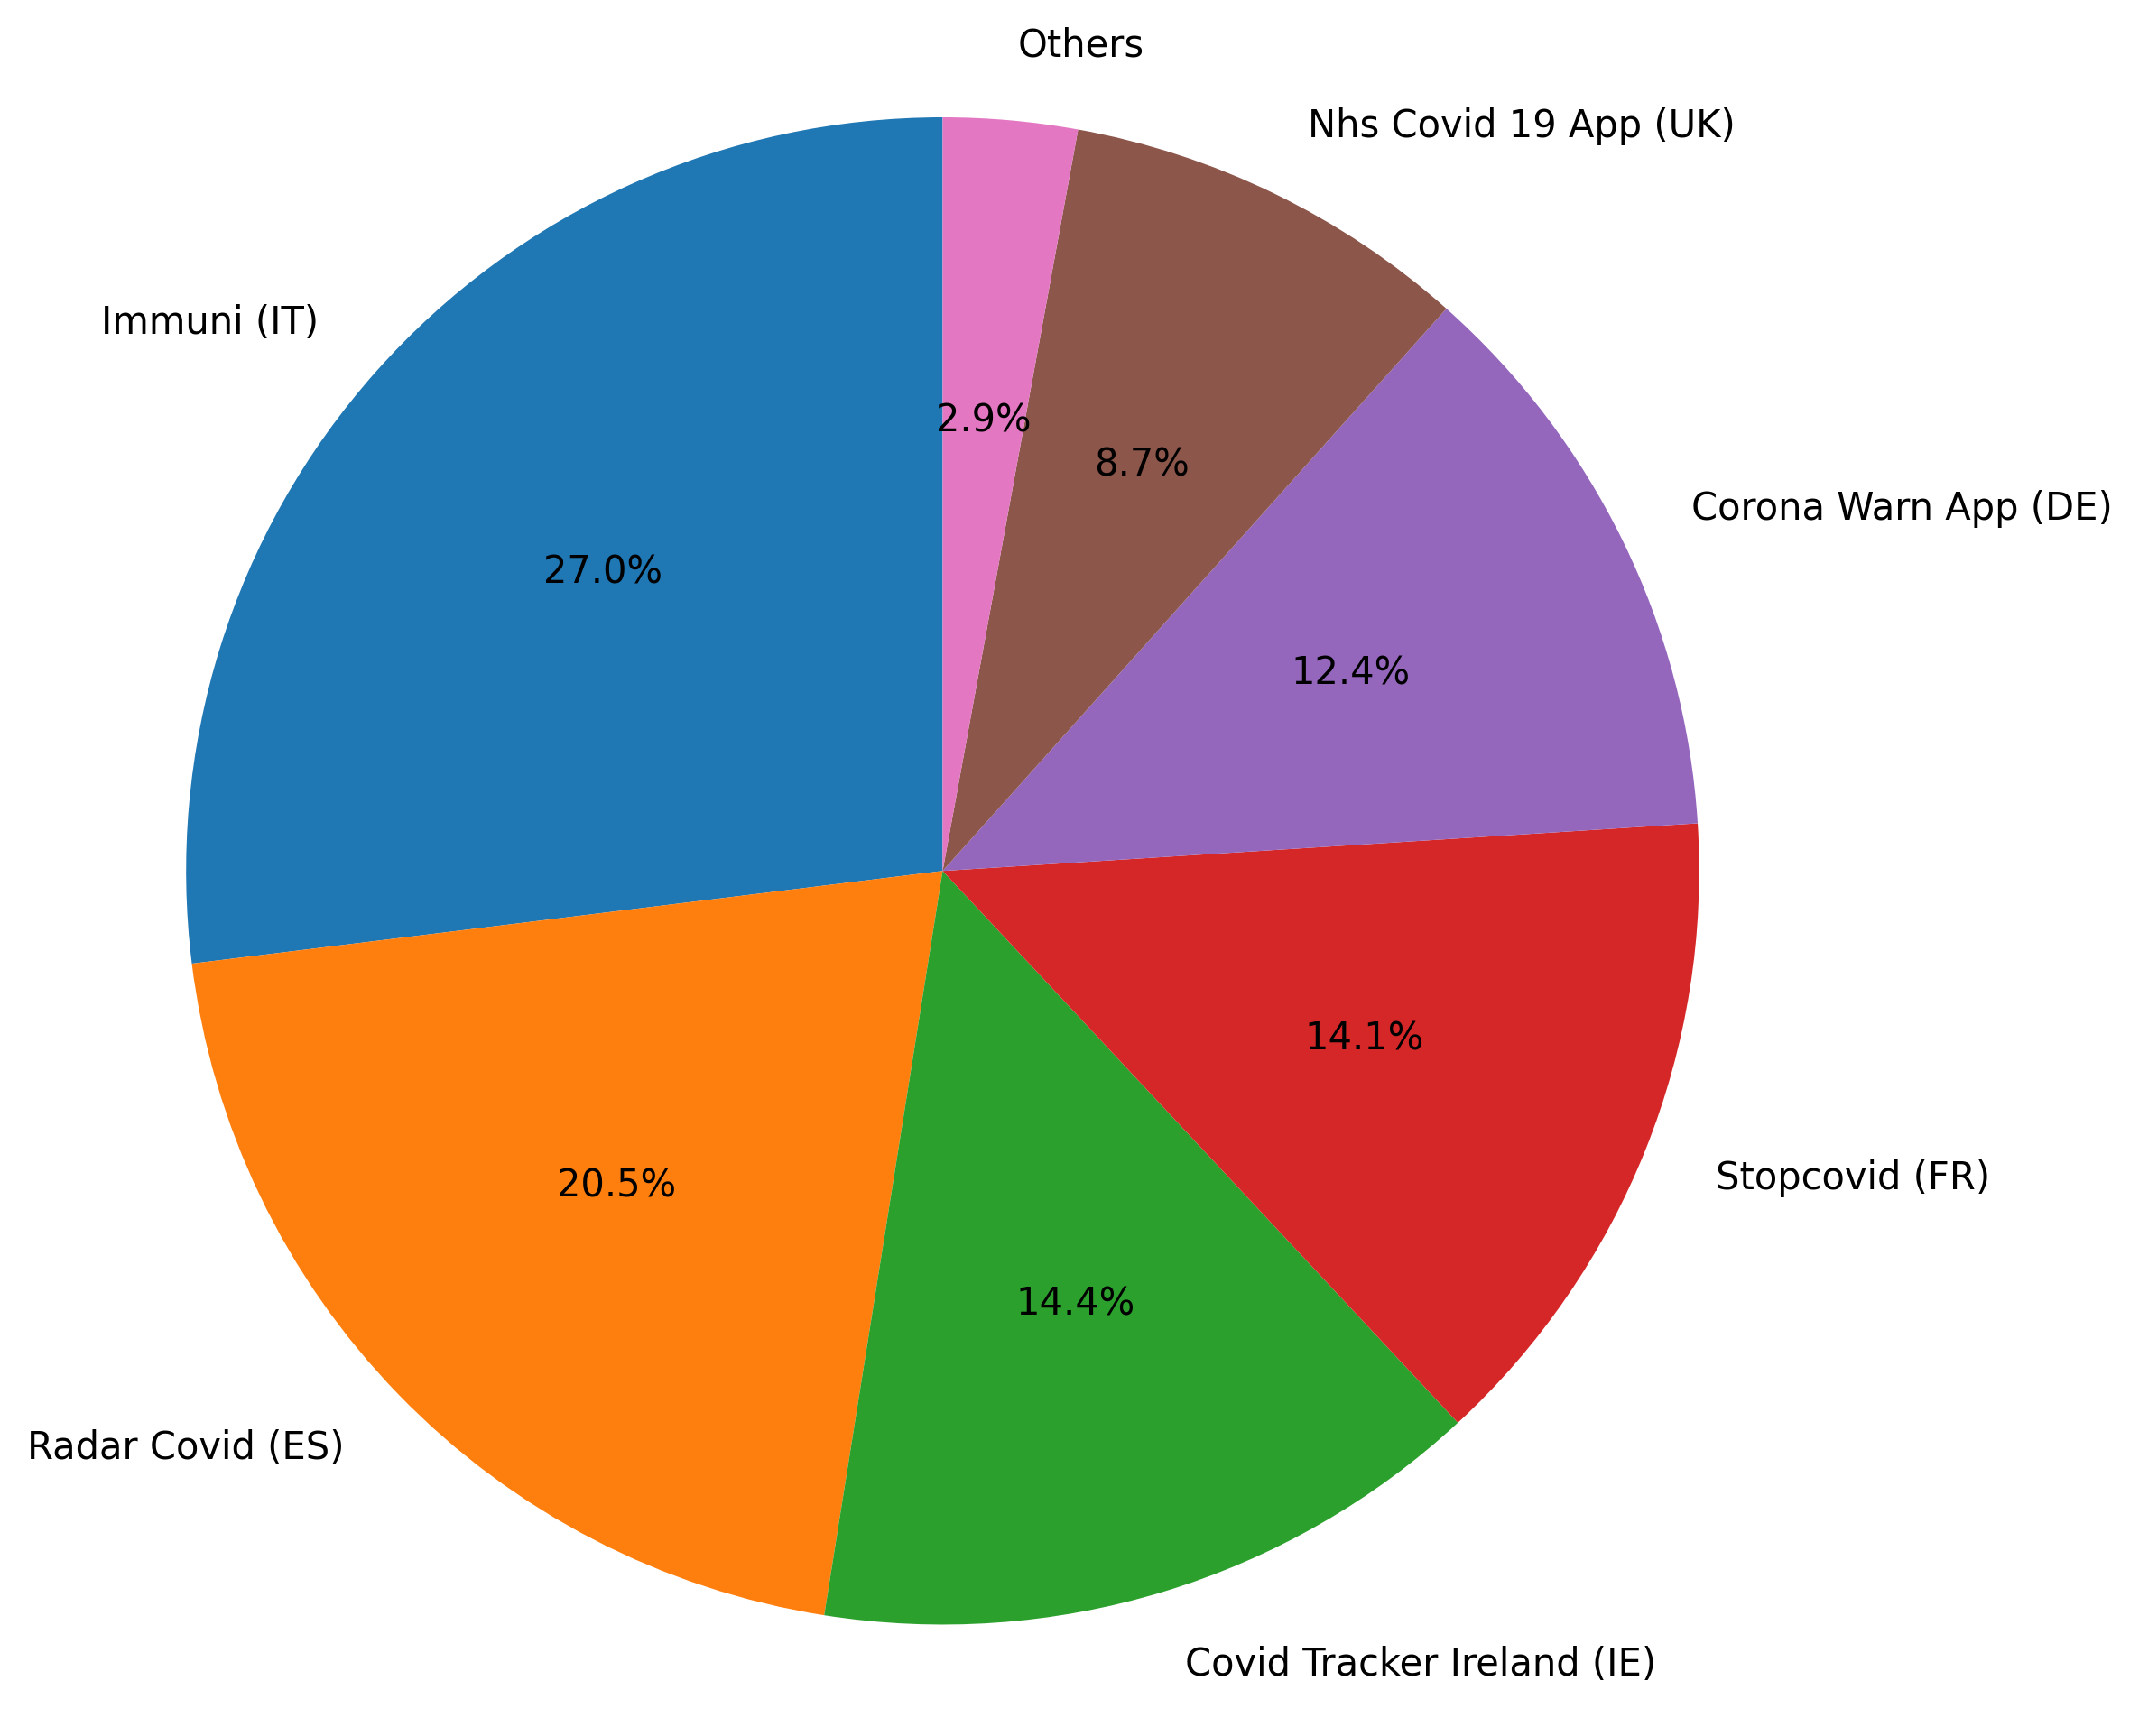 Others
Nhs Covid 19 App (UK)
Immuni (IT)
2.9%
8.7%
Corona Warn App (DE)
27.0%
12.4%
14.1%
Stopcovid (FR)
20.5%
14.4%
Radar Covid (ES)
Covid Tracker Ireland (IE)